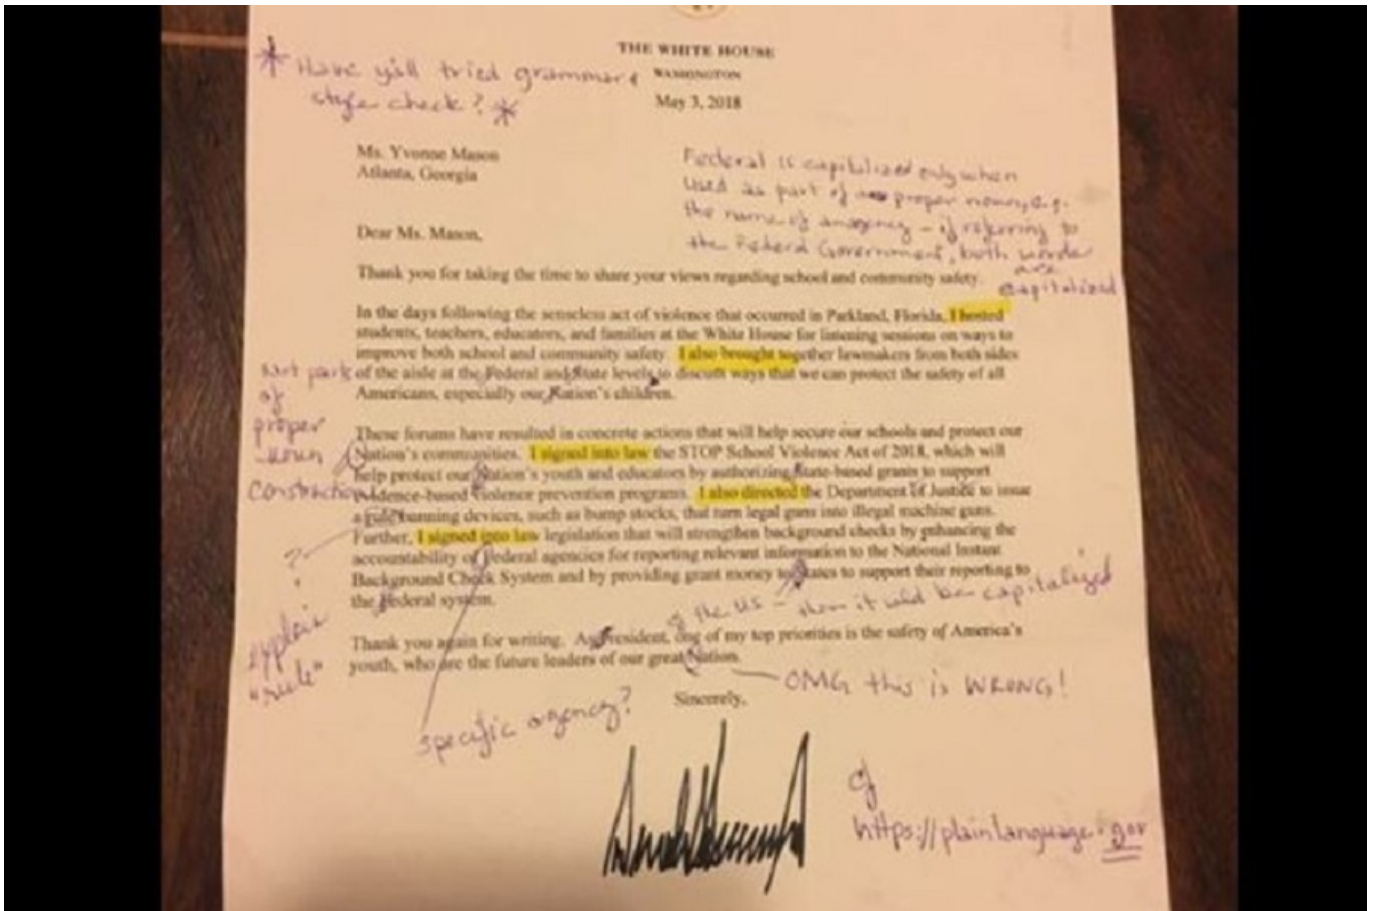 THE WHITE HOUSE
WASHINGTON
May 3, 2018
* Have y'all tried grammar &
style check? *
Ms. Yvonne Mason
Atlanta, Georgia
Federal is capitalized only when
used as part of proper nouns, e.g.
the name of an agency – if referring to
the Federal Government, both words
are
capitalized
Dear Ms. Mason,
Thank you for taking the time to share your views regarding school and community safety.
In the days following the senseless act of violence that occurred in Parkland, Florida, I hosted
students, teachers, educators, and families at the White House for listening sessions on ways to
improve both school and community safety. I also brought together lawmakers from both sides
of the aisle at the Federal and State levels to discuss ways that we can protect the safety of all
Americans, especially our Nation's children.
part
of
proper
noun
construction
These forums have resulted in concrete actions that will help secure our schools and protect our
Nation's communities. I signed into law the STOP School Violence Act of 2018, which will
help protect our Nation's youth and educators by authorizing State-based grants to support
evidence-based violence prevention programs. I also directed the Department of Justice to issue
a rule banning devices, such as bump stocks, that turn legal guns into illegal machine guns.
Further, I signed into law legislation that will strengthen background checks by enhancing the
accountability of Federal agencies for reporting relevant information to the National Instant
Background Check System and by providing grant money to States to support their reporting to
the Federal system.
?
explain
"rule"
of the US – then it would be capitalized
Thank you again for writing. As President, one of my top priorities is the safety of America's
youth, who are the future leaders of our great Nation.
OMG this is WRONG!
Sincerely,
specific agency?
cf
https://plainlanguage.gov